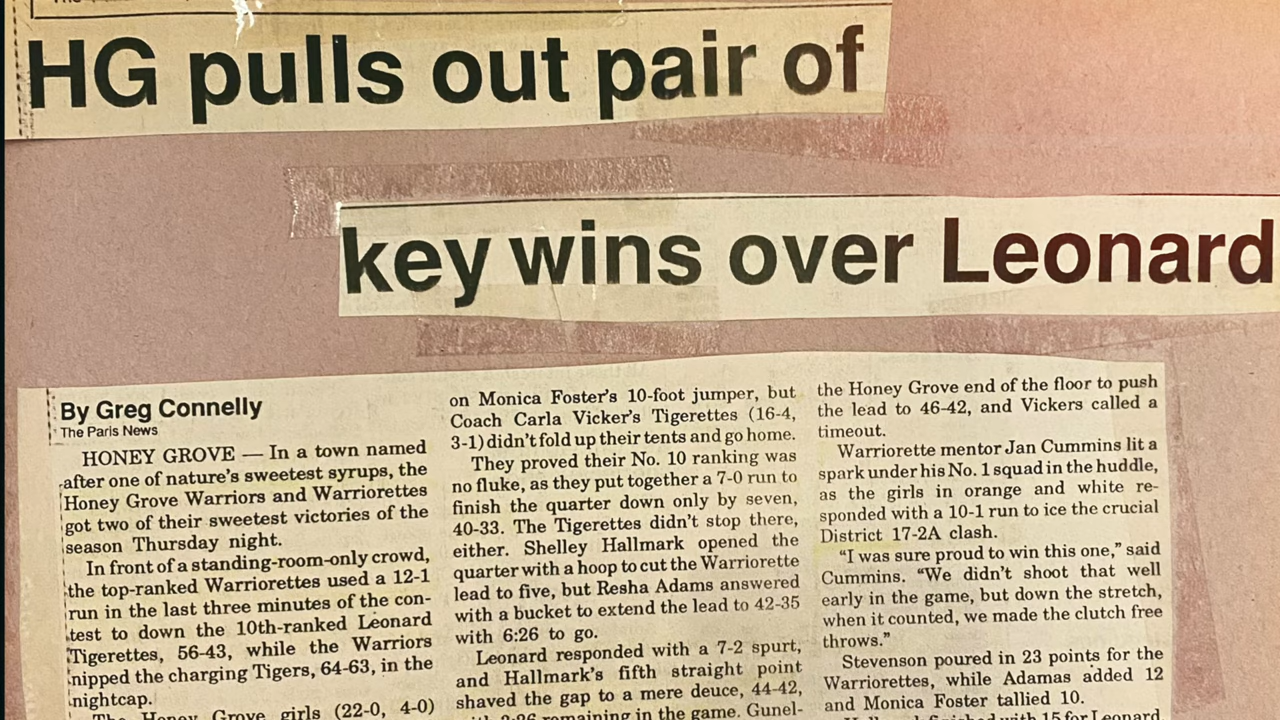 HG pulls out pair of
key wins over Leonard
By Greg Connelly
The Paris News
HONEY GROVE — In a town named
after one of nature's sweetest syrups, the
Honey Grove Warriors and Warriorettes
got two of their sweetest victories of the
season Thursday night.
In front of a standing-room-only crowd,
the top-ranked Warriorettes used a 12-1
run in the last three minutes of the con-
test to down the 10th-ranked Leonard
Tigerettes, 56-43, while the Warriors
nipped the charging Tigers, 64-63, in the
nightcap.
The Honey Grove girls (22-0, 4-0)
on Monica Foster's 10-foot jumper, but
Coach Carla Vicker's Tigerettes (16-4,
3-1) didn't fold up their tents and go home.
They proved their No. 10 ranking was
no fluke, as they put together a 7-0 run to
finish the quarter down only by seven,
40-33. The Tigerettes didn't stop there,
either. Shelley Hallmark opened the
quarter with a hoop to cut the Warriorette
lead to five, but Resha Adams answered
with a bucket to extend the lead to 42-35
with 6:26 to go.
Leonard responded with a 7-2 spurt,
and Hallmark's fifth straight point
shaved the gap to a mere deuce, 44-42,
remaining in the game. Gunel-
the Honey Grove end of the floor to push
the lead to 46-42, and Vickers called a
timeout.
Warriorette mentor Jan Cummins lit a
spark under his No. 1 squad in the huddle,
as the girls in orange and white re-
sponded with a 10-1 run to ice the crucial
District 17-2A clash.
"I was sure proud to win this one," said
Cummins. "We didn't shoot that well
early in the game, but down the stretch,
when it counted, we made the clutch free
throws."
Stevenson poured in 23 points for the
Warriorettes, while Adamas added 12
and Monica Foster tallied 10.
with 15 for Leonard